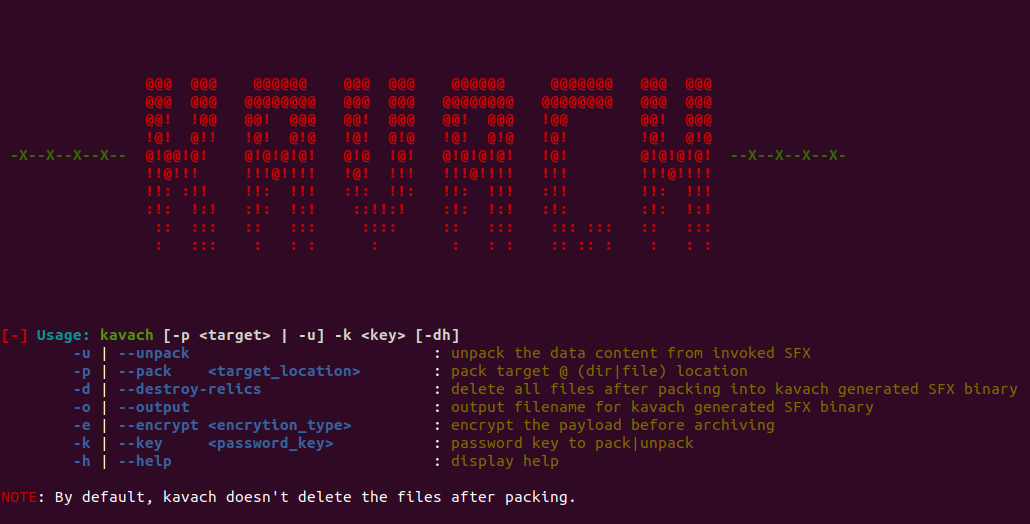 @@@  @@@    @@@@@@    @@@  @@@    @@@@@@     @@@@@@@   @@@  @@@
@@@  @@@   @@@@@@@@   @@@  @@@   @@@@@@@@   @@@@@@@@   @@@  @@@
@@!  !@@   @@!  @@@   @@!  @@@   @@!  @@@   !@@        @@!  @@@
!@!  @!!   !@!  @!@   !@!  @!@   !@!  @!@   !@!        !@!  @!@
-X--X--X--X--  @!@@!@!    @!@!@!@!   @!@  !@!   @!@!@!@!   !@!        @!@!@!@!  --X--X--X--X-
!!@!!!     !!!@!!!!   !@!  !!!   !!!@!!!!   !!!        !!!@!!!!
!!: :!!    !!:  !!!   :!:  !!:   !!:  !!!   :!!        !!:  !!!
:!:  !:!   :!:  !:!    ::!!:!    :!:  !:!   :!:        :!:  !:!
::  :::   ::   :::     ::::     ::   :::    ::: :::   ::   :::
:   :::    :   : :      :        :   : :    :: :: :    :   : :
[-] Usage: kavach [-p <target> | -u] -k <key> [-dh]
-u | --unpack                           : unpack the data content from invoked SFX
-p | --pack    <target_location>        : pack target @ (dir|file) location
-d | --destroy-relics                   : delete all files after packing into kavach generated SFX binary
-o | --output                           : output filename for kavach generated SFX binary
-e | --encrypt <encrytion_type>         : encrypt the payload before archiving
-k | --key     <password_key>           : password key to pack|unpack
-h | --help                             : display help
NOTE: By default, kavach doesn't delete the files after packing.